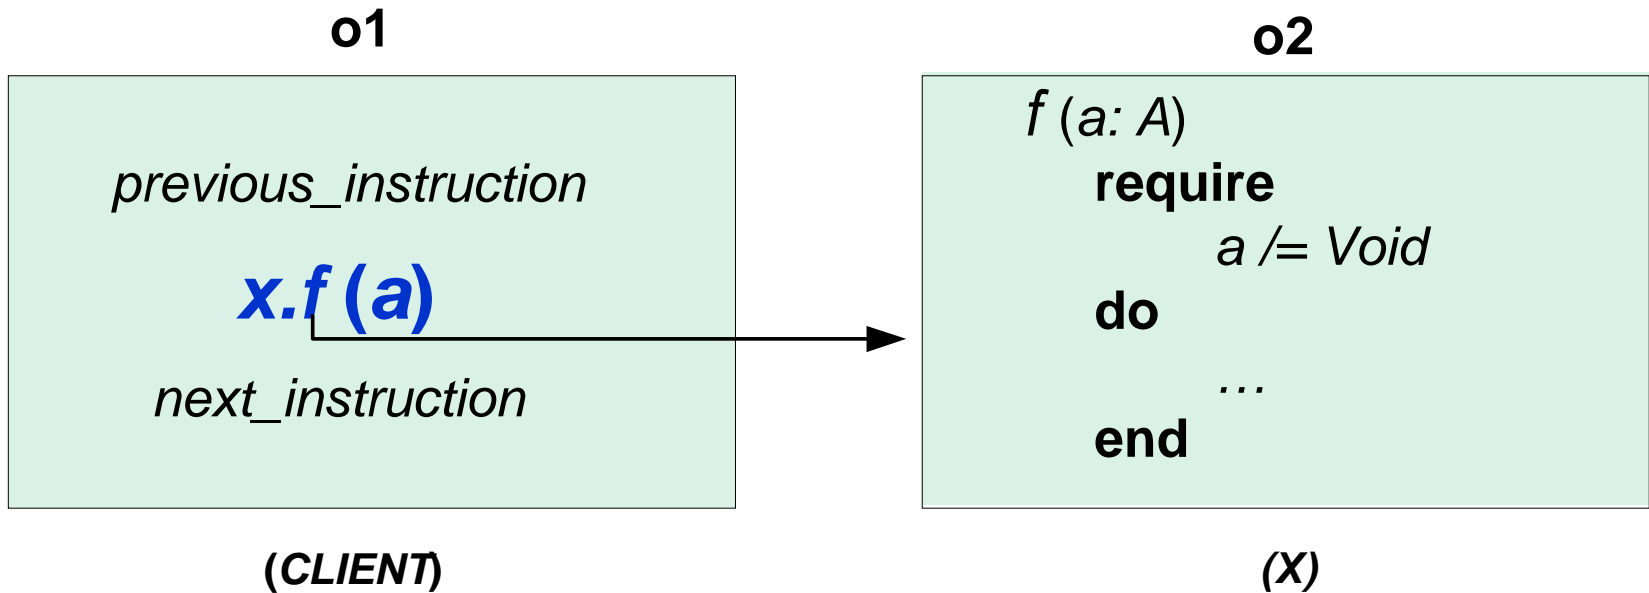 o1
previous_instruction
x.f (a)
next_instruction
(CLIENT)
o2
f (a: A)
require
a /= Void
do
…
end
(X)